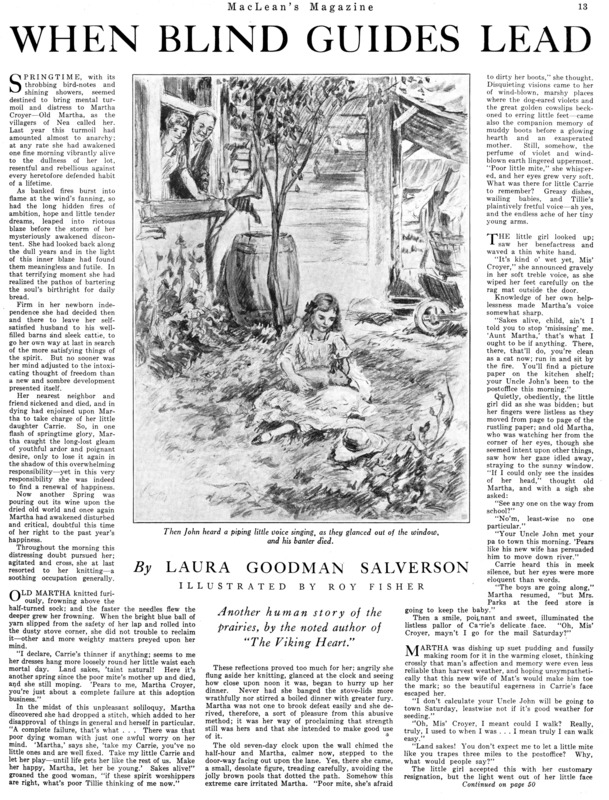 MacLean's Magazine
13
WHEN BLIND GUIDES LEAD
SPRINGTIME, with its
throbbing bird-notes and
shining showers, seemed
destined to bring mental tur-
moil and distress to Martha
Croyer—Old Martha, as the
villagers of Nea called her.
Last year this turmoil had
amounted almost to anarchy;
at any rate she had awakened
one fine morning vibrantly alive
to the dullness of her lot,
resentful and rebellious against
every heretofore defended habit
of a lifetime.
As banked fires burst into
flame at the wind's fanning, so
had the long hidden fires of
ambition, hope and little tender
dreams, leaped into riotous
blaze before the storm of her
mysteriously awakened discon-
tent. She had looked back along
the dull years and in the light
of this inner blaze had found
them meaningless and futile. In
that terrifying moment she had
realized the pathos of bartering
the soul's birthright for daily
bread.
Firm in her newborn inde-
pendence she had decided then
and there to leave her self-
satisfied husband to his well-
filled barns and sleek cattle, to
go her own way at last in search
of the more satisfying things of
the spirit. But no sooner was
her mind adjusted to the intoxi-
cating thought of freedom than
a new and sombre development
presented itself.
Her nearest neighbor and
friend sickened and died, and in
dying had enjoined upon Mar-
tha to take charge of her little
daughter Carrie. So, in one
flash of springtime glory, Mar-
tha caught the long-lost gleam
of youthful ardor and poignant
desire, only to lose it again in
the shadow of this overwhelming
responsibility—yet in this very
responsibility she was indeed
to find a renewal of happiness.
Now another Spring was
pouring out its wine upon the
dried old world and once again
Martha had awakened disturbed
and critical, doubtful this time
of her right to the past year's
happiness.
Throughout the morning this
distressing doubt pursued her;
agitated and cross, she at last
resorted to her knitting—a
soothing occupation generally.
OLD MARTHA knitted furi-
ously, frowning above the
half-turned sock; and the faster the needles flew the
deeper grew her frowning. When the bright blue ball of
yarn slipped from the safety of her lap and rolled into
the dusty stove corner, she did not trouble to reclaim
it—other and more weighty matters preyed upon her
mind.
"I declare, Carrie's thinner if anything; seems to me
her dresses hang more loosely round her little waist each
mortal day. Land sakes, 'taint natural! Here it's
another spring since the poor mite's mother up and died,
and she still moping. 'Pears to me, Martha Croyer,
you're just about a complete failure at this adoption
business."
In the midst of this unpleasant soliloquy, Martha
discovered she had dropped a stitch, which added to her
disapproval of things in general and herself in particular.
"A complete failure, that's what . . . There was that
poor dying woman with just one awful worry on her
mind. 'Martha,' says she, 'take my Carrie, you've no
little ones and are well fixed. Take my little Carrie and
let her play—until life gets her like the rest of us. Make
her happy, Martha, let her be young.' Sakes alive!"
groaned the good woman, "if these spirit worshippers
are right, what's poor Tillie thinking of me now."
Then John heard a piping little voice singing, as they glanced out of the window,
and his banter died.
By LAURA GOODMAN SALVERSON
ILLUSTRATED BY ROY FISHER
Another human story of the
prairies, by the noted author of
"The Viking Heart."
These reflections proved too much for her; angrily she
flung aside her knitting, glanced at the clock and seeing
how close upon noon it was, began to hurry up her
dinner. Never had she banged the stove-lids more
wrathfully nor stirred a boiled dinner with greater fury.
Martha was not one to brook defeat easily and she de-
rived, therefore, a sort of pleasure from this abusive
method; it was her way of proclaiming that strength
still was hers and that she intended to make good use
of it.
The old seven-day clock upon the wall chimed the
half-hour and Martha, calmer now, stepped to the
door-way facing out upon the lane. Yes, there she came,
a small, desolate figure, treading carefully, avoiding the
jolly brown pools that dotted the path. Somehow this
extreme care irritated Martha. "Poor mite, she's afraid
to dirty her boots," she thought.
Disquieting visions came to her
of wind-blown, marshy places
where the dog-eared violets and
the great golden cowslips beck-
oned to erring little feet—came
also the companion memory of
muddy boots before a glowing
hearth and an exasperated
mother. Still, somehow, the
perfume of violet and wind-
blown earth lingered uppermost.
"Poor little mite," she whisper-
ed, and her eyes grew very soft.
What was there for little Carrie
to remember? Greasy dishes,
wailing babies, and Tillie's
plaintively fretful voice—ah yes,
and the endless ache of her tiny
young arms.
THE little girl looked up;
saw her benefactress and
waved a thin white hand.
"It's kind o' wet yet, Mis'
Croyer," she announced gravely
in her soft treble voice, as she
wiped her feet carefully on the
rag mat outside the door.
Knowledge of her own help-
lessness made Martha's voice
somewhat sharp.
"Sakes alive, child, ain't I
told you to stop 'misising' me.
'Aunt Martha,' that's what I
ought to be if anything. There,
there, that'll do, you're clean
as a cat now; run in and sit by
the fire. You'll find a picture
paper on the kitchen shelf;
your Uncle John's been to the
postoffice this morning."
Quietly, obediently, the little
girl did as she was bidden; but
her fingers were listless as they
moved from page to page of the
rustling paper; and old Martha,
who was watching her from the
corner of her eyes, though she
seemed intent upon other things,
saw how her gaze idled away,
straying to the sunny window.
"If I could only see the insides
of her head," thought old
Martha, and with a sigh she
asked:
"See any one on the way from
school?"
"No'm, least-wise no one
particular."
"Your Uncle John met your
pa to town this morning. 'Pears
like his new wife has persuaded
him to move down river."
Carrie heard this in meek
silence, but her eyes were more
eloquent than words.
"The boys are going along,"
Martha resumed, "but Mrs.
Parks at the feed store is
going to keep the baby."
Then a smile, poignant and sweet, illuminated the
listless pallor of Carrie's delicate face. "Oh, Mis'
Croyer, mayn't I go for the mail Saturday?"
MARTHA was dishing up suet pudding and fussily
making room for it in the warming closet, thinking
crossly that man's affection and memory were even less
reliable than harvest weather, and hoping unsympatheti-
cally that this new wife of Mat's would make him toe
the mark; so the beautiful eagerness in Carrie's face
escaped her.
"I don't calculate your Uncle John will be going to
town Saturday, leastwise not if it's good weather for
seeding."
"Oh, Mis' Croyer, I meant could I walk? Really,
truly, I used to when I was . . . I mean truly I can walk
easy."
"Land sakes! You don't expect me to let a little mite
like you trapes three miles to the postoffice? Why,
what would people say?"
The little girl accepted this with her customary
resignation, but the light went out of her little face
Continued on page 50